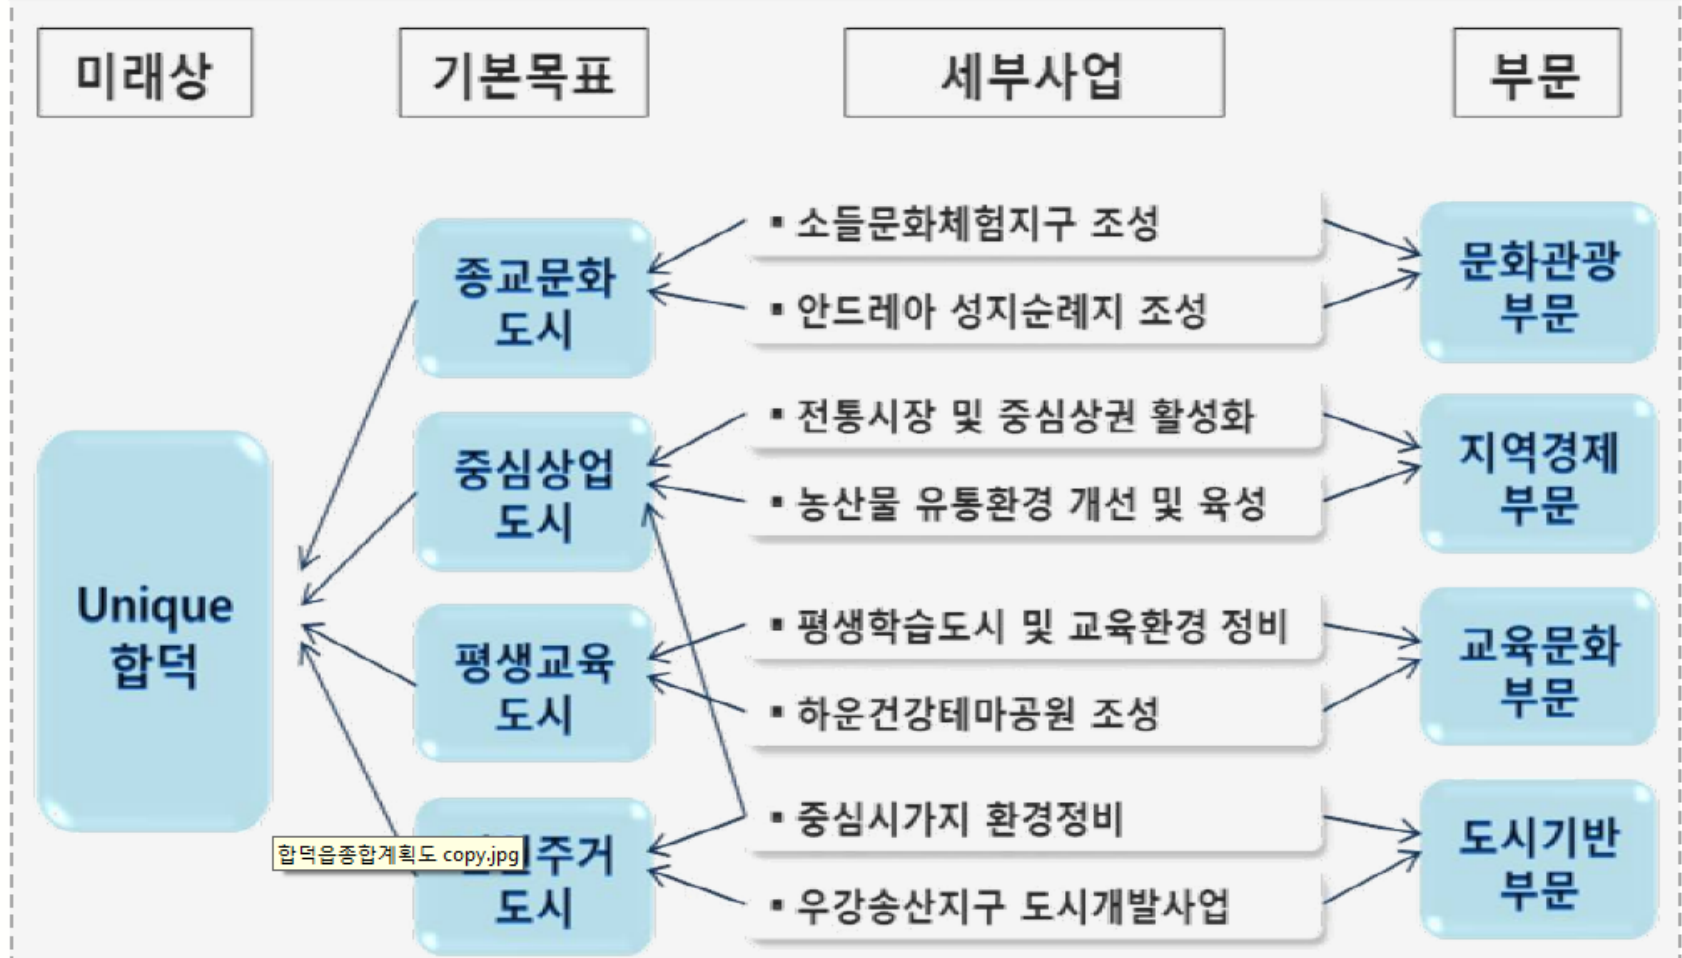 미래상
기본목표
세부사업
부문
Unique
합덕
종교문화
도시
중심상업
도시
평생교육
도시
주거
도시
▪ 소들문화체험지구 조성
▪ 안드레아 성지순례지 조성
▪ 전통시장 및 중심상권 활성화
▪ 농산물 유통환경 개선 및 육성
▪ 평생학습도시 및 교육환경 정비
▪ 하운건강테마공원 조성
▪ 중심시가지 환경정비
▪ 우강송산지구 도시개발사업
문화관광
부문
지역경제
부문
교육문화
부문
도시기반
부문
합덕읍종합계획도 copy.jpg